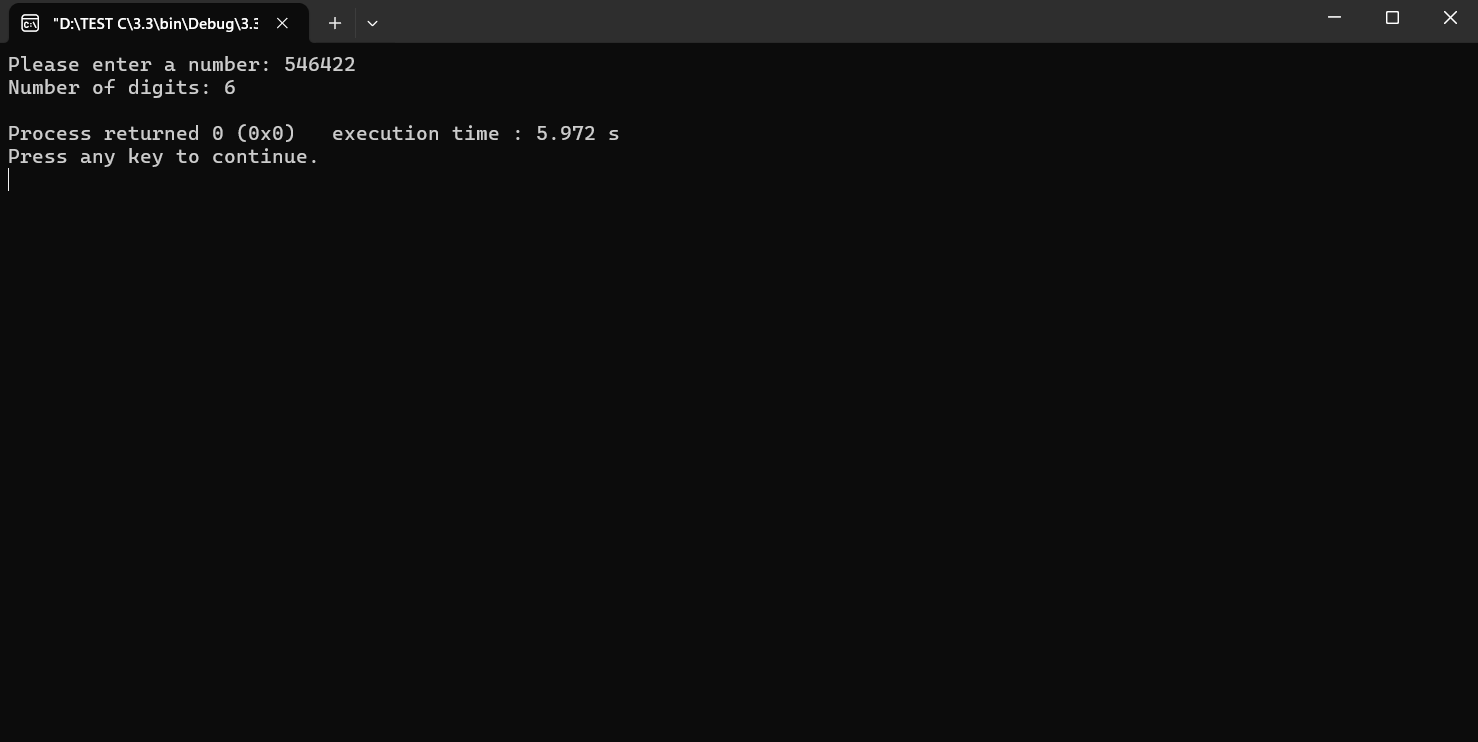 "D:\TEST C\3.3\bin\Debug\3.3
Please enter a number: 546422
Number of digits: 6
Process returned 0 (0x0)   execution time : 5.972 s
Press any key to continue.